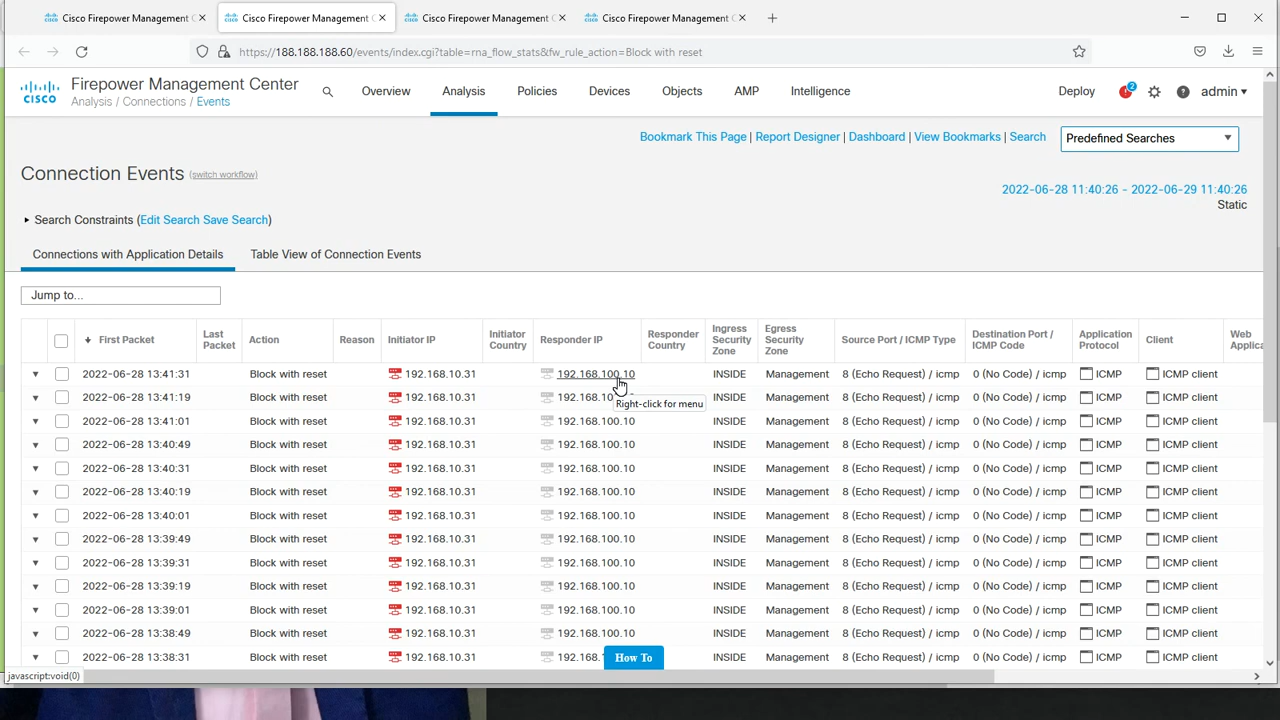 Cisco Firepower Management Cisco Firepower Management Cisco Firepower Management Cisco Firepower Management
https://188.188.188.60/events/index.cgi?table=rna_flow_stats&fw_rule_action=Block with reset
CISCO Firepower Management Center
Analysis / Connections / Events
Overview Analysis Policies Devices Objects AMP Intelligence Deploy 2 admin
Bookmark This Page | Report Designer | Dashboard | View Bookmarks | Search Predefined Searches
Connection Events (switch workflow)
2022-06-28 11:40:26 - 2022-06-29 11:40:26
Static
Search Constraints (Edit Search Save Search)
Connections with Application Details Table View of Connection Events
Jump to...
First Packet Last Packet Action Reason Initiator IP Initiator Country Responder IP Responder Country Ingress Security Zone Egress Security Zone Source Port / ICMP Type Destination Port / ICMP Code Application Protocol Client Web
2022-06-28 13:41:31 Block with reset 192.168.10.31 192.168.100.10 INSIDE Management 8 (Echo Request) / icmp 0 (No Code) / icmp ICMP ICMP client
2022-06-28 13:41:19 Block with reset 192.168.10.31 INSIDE Management 8 (Echo Request) / icmp 0 (No Code) / icmp ICMP ICMP client
Right-click for menu
2022-06-28 13:41:01 Block with reset 192.168.10.31 192.168.100.10 INSIDE Management 8 (Echo Request) / icmp 0 (No Code) / icmp ICMP ICMP client
2022-06-28 13:40:49 Block with reset 192.168.10.31 192.168.100.10 INSIDE Management 8 (Echo Request) / icmp 0 (No Code) / icmp ICMP ICMP client
2022-06-28 13:40:31 Block with reset 192.168.10.31 192.168.100.10 INSIDE Management 8 (Echo Request) / icmp 0 (No Code) / icmp ICMP ICMP client
2022-06-28 13:40:19 Block with reset 192.168.10.31 192.168.100.10 INSIDE Management 8 (Echo Request) / icmp 0 (No Code) / icmp ICMP ICMP client
2022-06-28 13:40:01 Block with reset 192.168.10.31 192.168.100.10 INSIDE Management 8 (Echo Request) / icmp 0 (No Code) / icmp ICMP ICMP client
2022-06-28 13:39:49 Block with reset 192.168.10.31 192.168.100.10 INSIDE Management 8 (Echo Request) / icmp 0 (No Code) / icmp ICMP ICMP client
2022-06-28 13:39:31 Block with reset 192.168.10.31 192.168.100.10 INSIDE Management 8 (Echo Request) / icmp 0 (No Code) / icmp ICMP ICMP client
2022-06-28 13:39:19 Block with reset 192.168.10.31 192.168.100.10 INSIDE Management 8 (Echo Request) / icmp 0 (No Code) / icmp ICMP ICMP client
2022-06-28 13:39:01 Block with reset 192.168.10.31 192.168.100.10 INSIDE Management 8 (Echo Request) / icmp 0 (No Code) / icmp ICMP ICMP client
2022-06-28 13:38:49 Block with reset 192.168.10.31 192.168.100.10 INSIDE Management 8 (Echo Request) / icmp 0 (No Code) / icmp ICMP ICMP client
2022-06-28 13:38:31 Block with reset 192.168.10.31 How To INSIDE Management 8 (Echo Request) / icmp 0 (No Code) / icmp ICMP ICMP client
javascript:void(0)